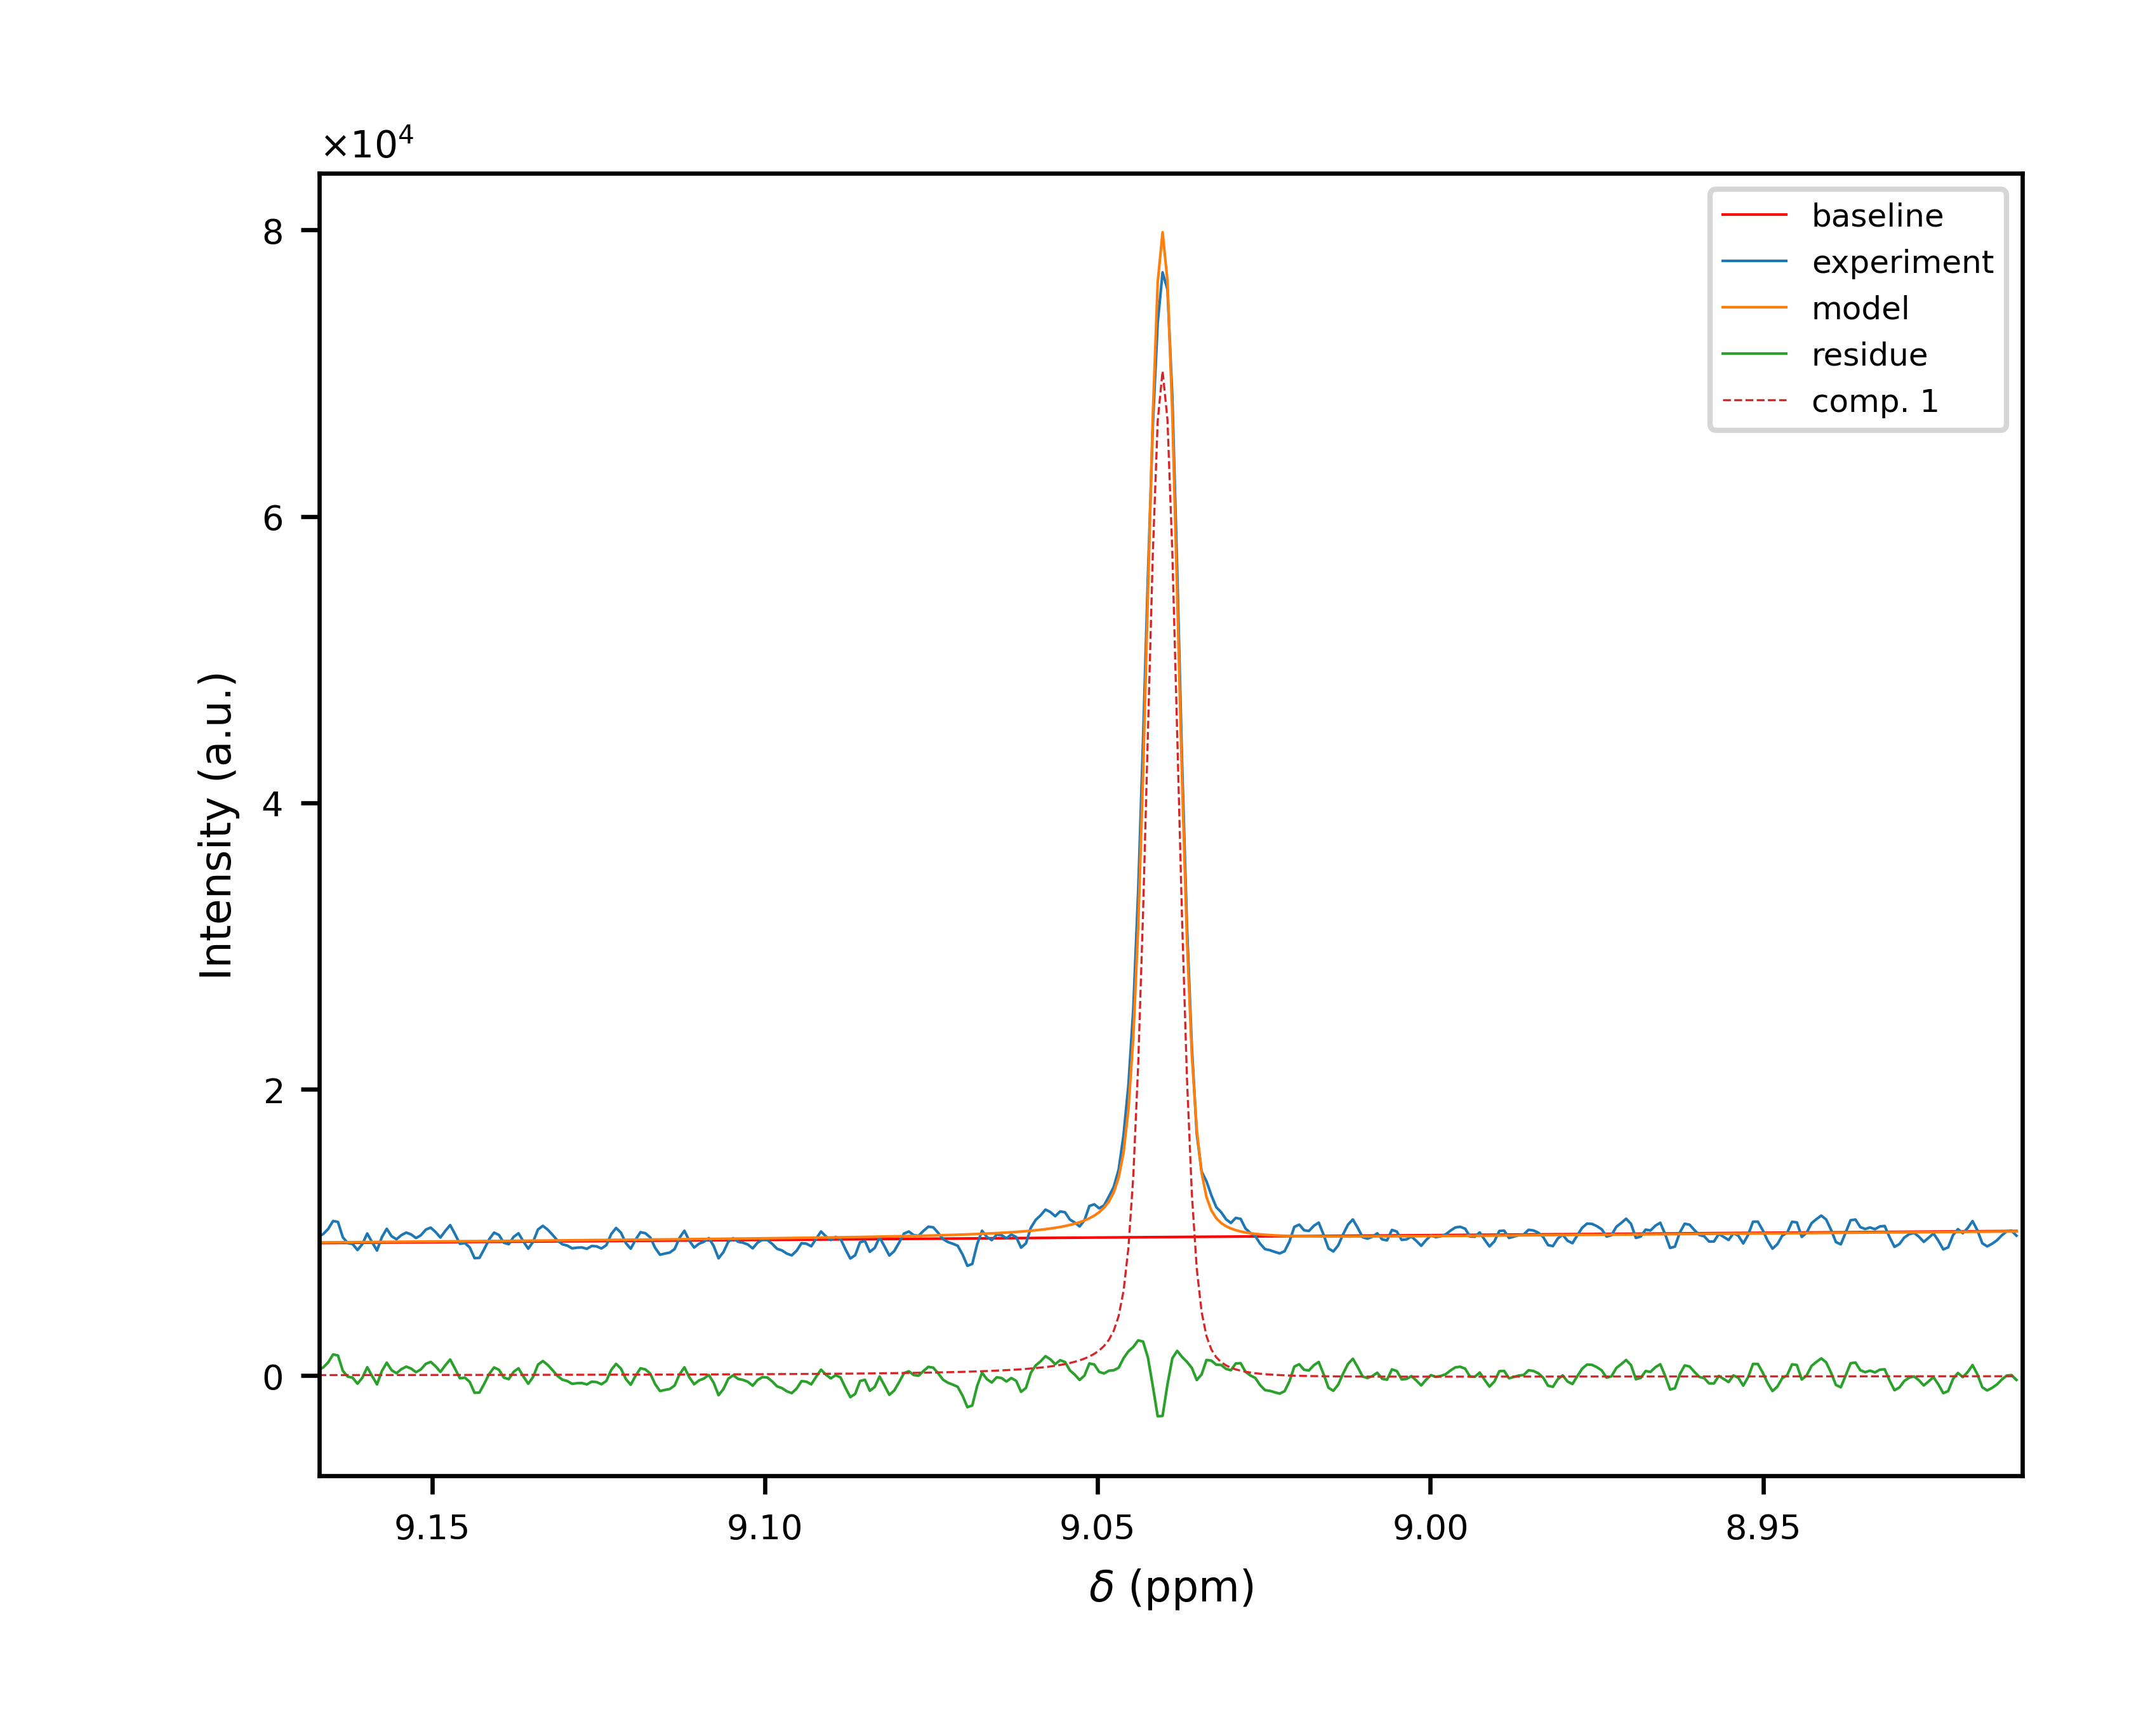 ×10⁴
8
6
4
2
0
Intensity (a.u.)
baseline
experiment
model
residue
comp. 1
9.15 9.10 9.05 9.00 8.95
δ (ppm)